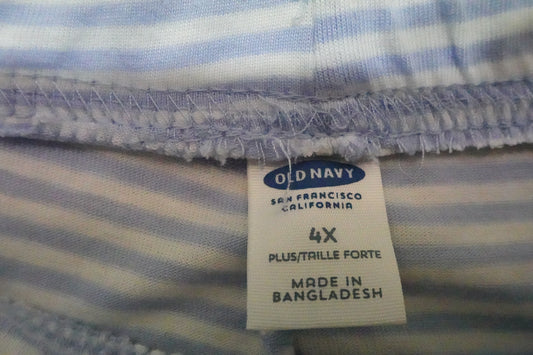 OLD NAVY
SAN FRANCISCO
CALIFORNIA
4X
PLUS/TAILLE FORTE
MADE IN
BANGLADESH